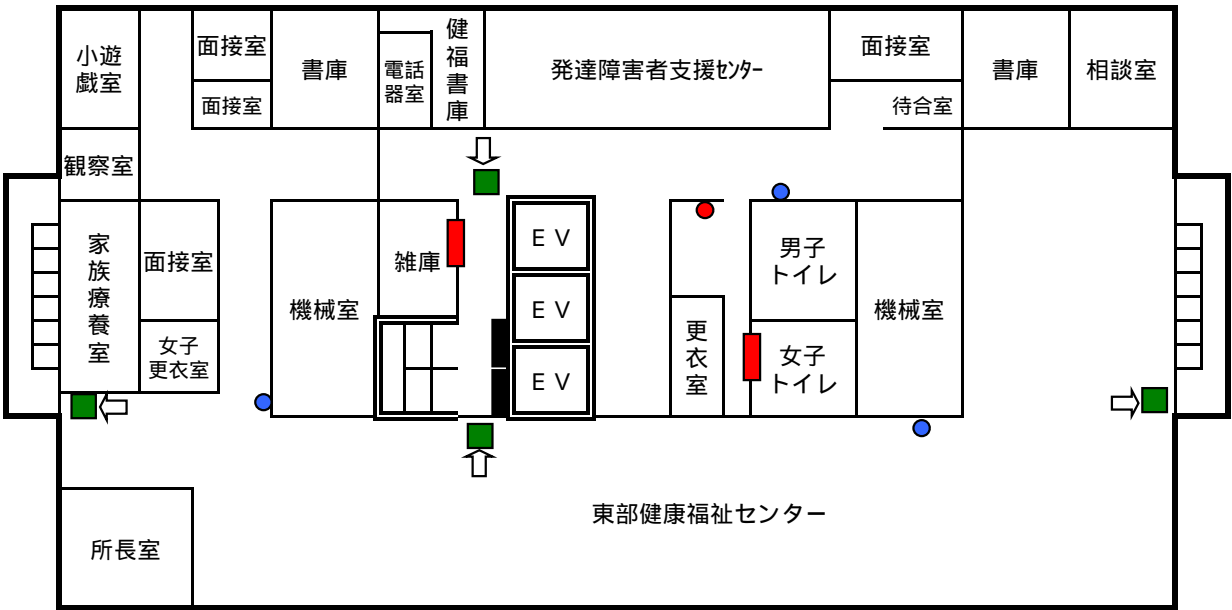 小遊
戯室
面接室
面接室
書庫
電話
器室
健
福
書
庫
発達障害者支援ｾﾝﾀｰ
面接室
待合室
書庫
相談室
観察室
家
族
療
養
室
面接室
女子
更衣室
機械室
雑庫
ＥＶ
ＥＶ
ＥＶ
更
衣
室
男子
トイレ
女子
トイレ
機械室
東部健康福祉センター
所長室